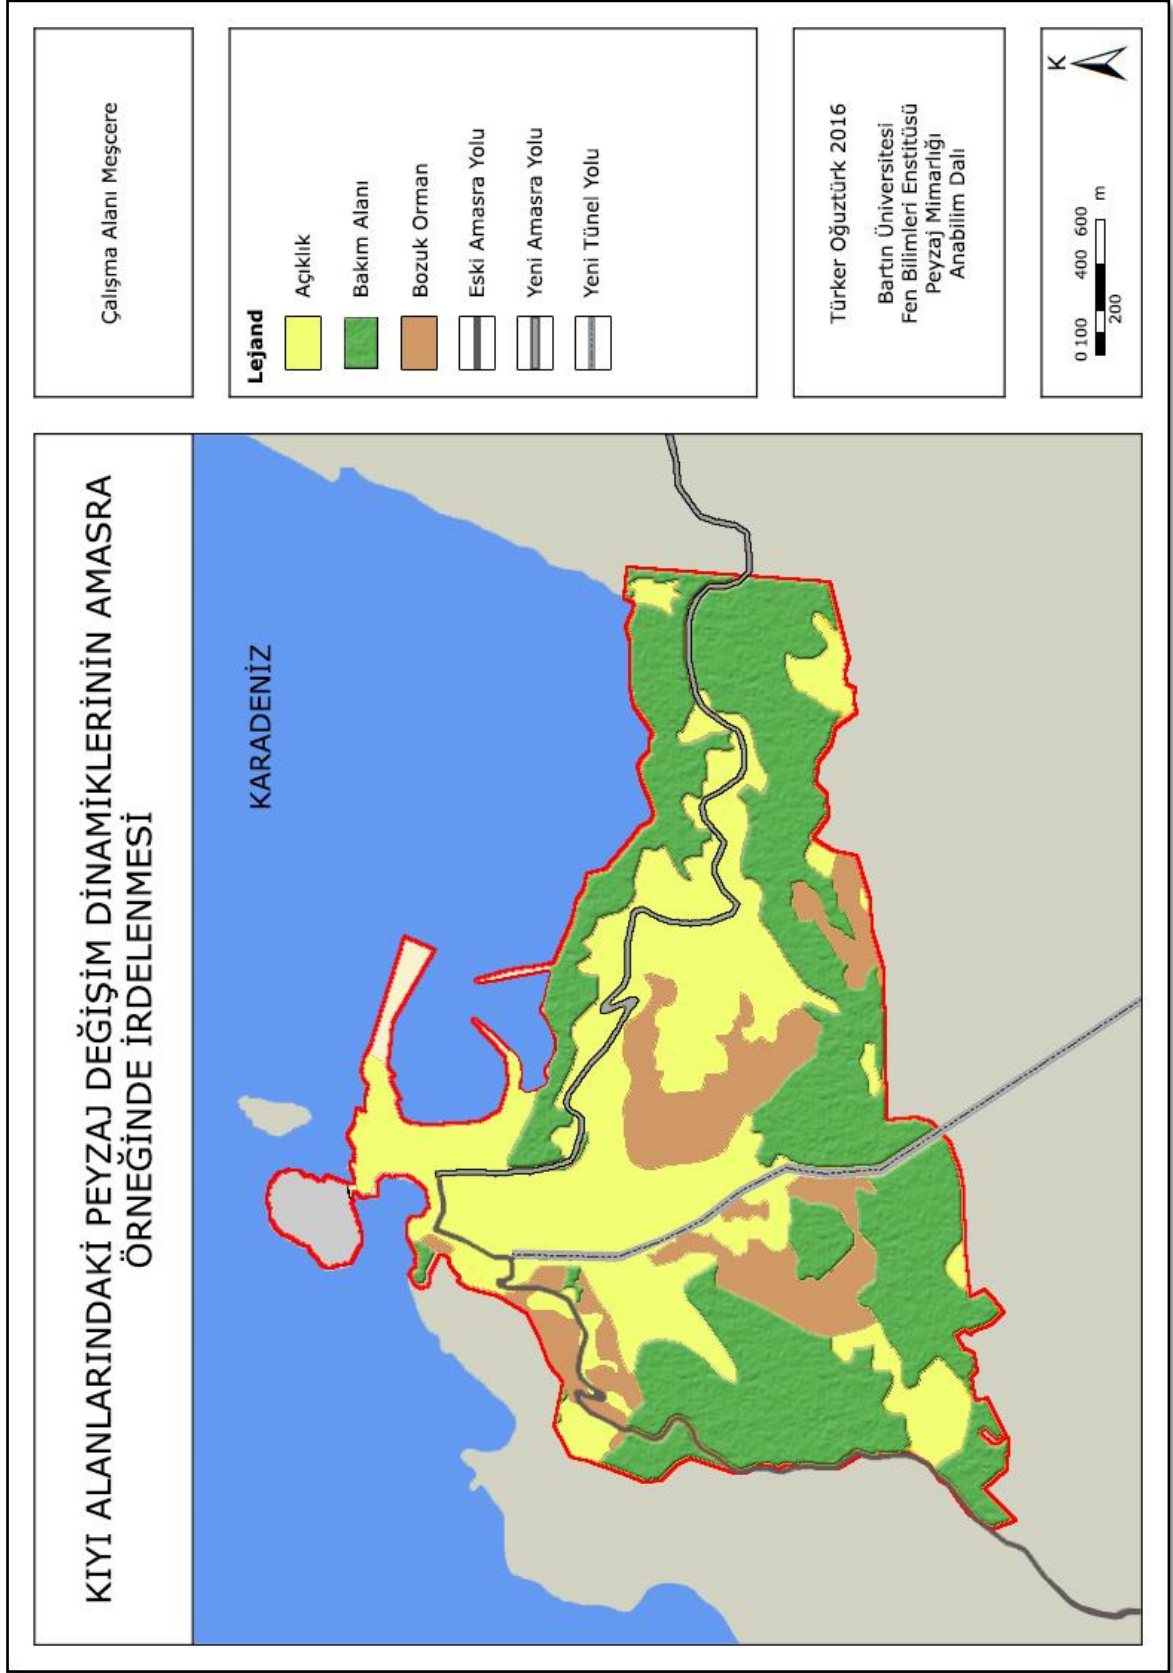 KIYI ALANLARINDAKİ PEYZAJ DEĞİŞİM DİNAMİKLERİNİN AMASRA
ÖRNEĞİNDE İRDELENMESİ
KARADENİZ
Çalışma Alanı Meşcere
Lejand
Açıklık
Bakım Alanı
Bozuk Orman
Eski Amasra Yolu
Yeni Amasra Yolu
Yeni Tünel Yolu
Türker Oğuztürk 2016
Bartın Üniversitesi
Fen Bilimleri Enstitüsü
Peyzaj Mimarlığı
Anabilim Dalı
K
0 100 400 600
m
200